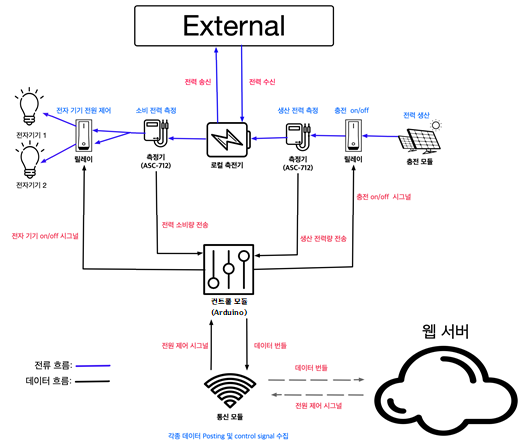 External
전력 송신
전력 수신
전자 기기 전원 제어
소비 전력 측정
생산 전력 측정
충전 on/off
전력 생산
전자기기 1
전자기기 2
릴레이
측정기
(ASC-712)
로컬 축전기
측정기
(ASC-712)
릴레이
충전 모듈
전자 기기 on/off 시그널
전력 소비량 전송
생산 전력량 전송
충전 on/off 시그널
컨트롤 모듈
(Arduino)
전원 제어 시그널
데이터 번들
웹 서버
전류 흐름:
데이터 흐름:
데이터 번들
전원 제어 시그널
통신 모듈
각종 데이터 Posting 및 control signal 수집